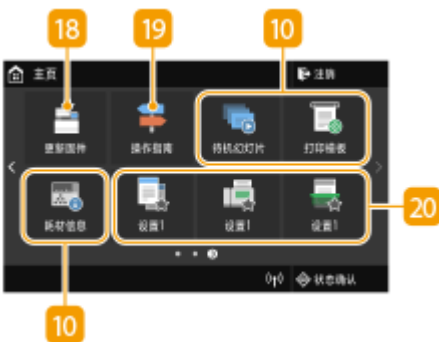 18 19 10
主页 注销
更新固件 操作指南 待机幻灯片 打印模板
耗材信息 设置1 设置1 设置1
20
状态确认
10